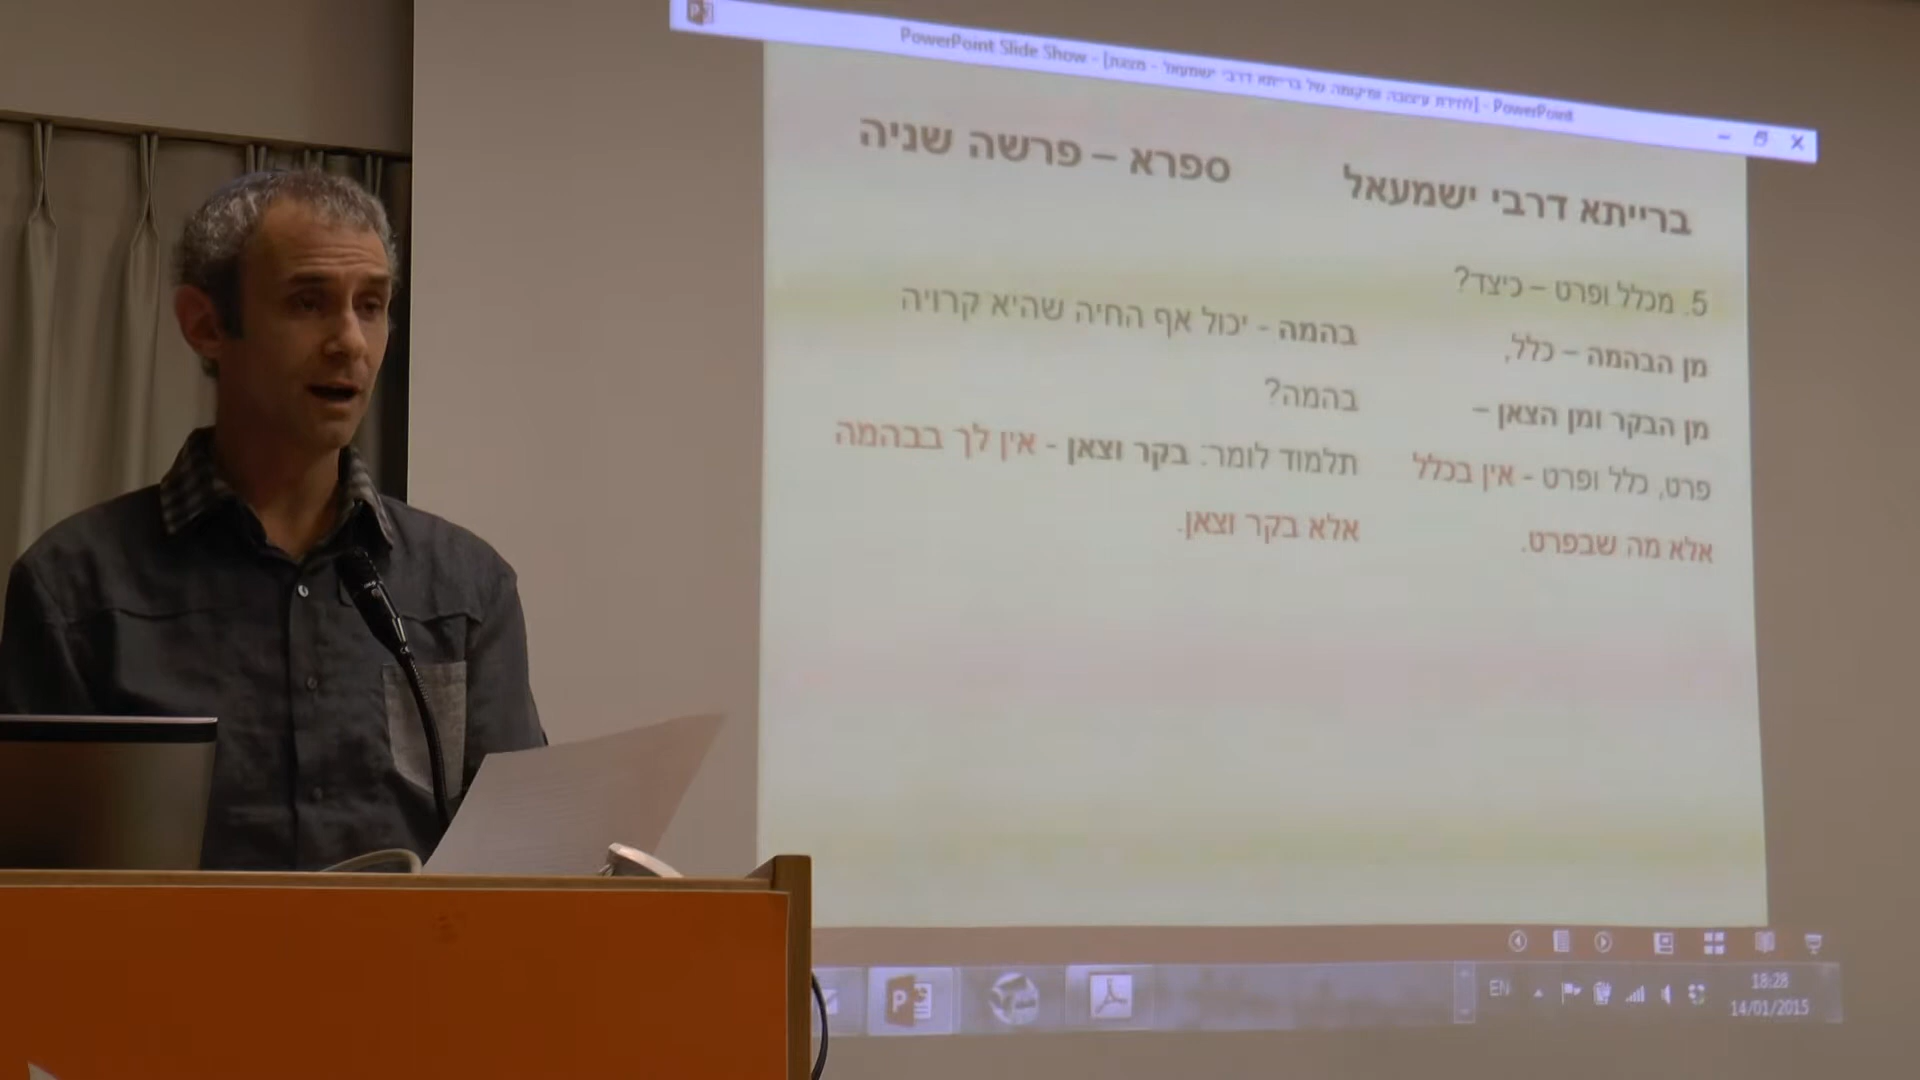 PowerPoint Slide Show - [לחידת עיצובה ומיקומה של ברייתא דרבי ישמעאל - מצגת] - PowerPoint
ברייתא דרבי ישמעאל
5. מכלל ופרט – כיצד?
מן הבהמה – כלל,
מן הבקר ומן הצאן –
פרט, כלל ופרט - אין בכלל
אלא מה שבפרט.
ספרא – פרשה שניה
בהמה - יכול אף החיה שהיא קרויה
בהמה?
תלמוד לומר: בקר וצאן - אין לך בבהמה
אלא בקר וצאן.
EN
18:28
14/01/2015